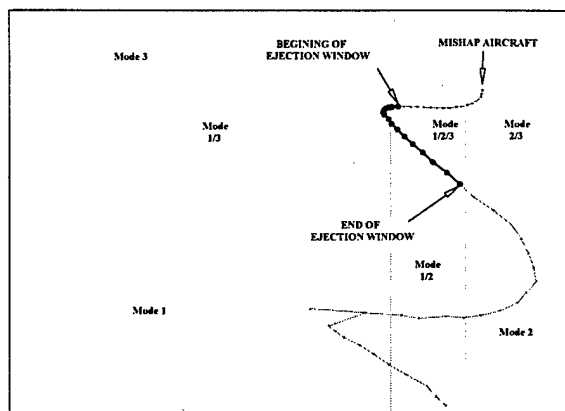 BEGINING OF
EJECTION WINDOW
MISHAP AIRCRAFT
Mode 3
Mode
1/3
Mode
1/2/3
Mode
2/3
END OF
EJECTION WINDOW
Mode
1/2
Mode 1
Mode 2